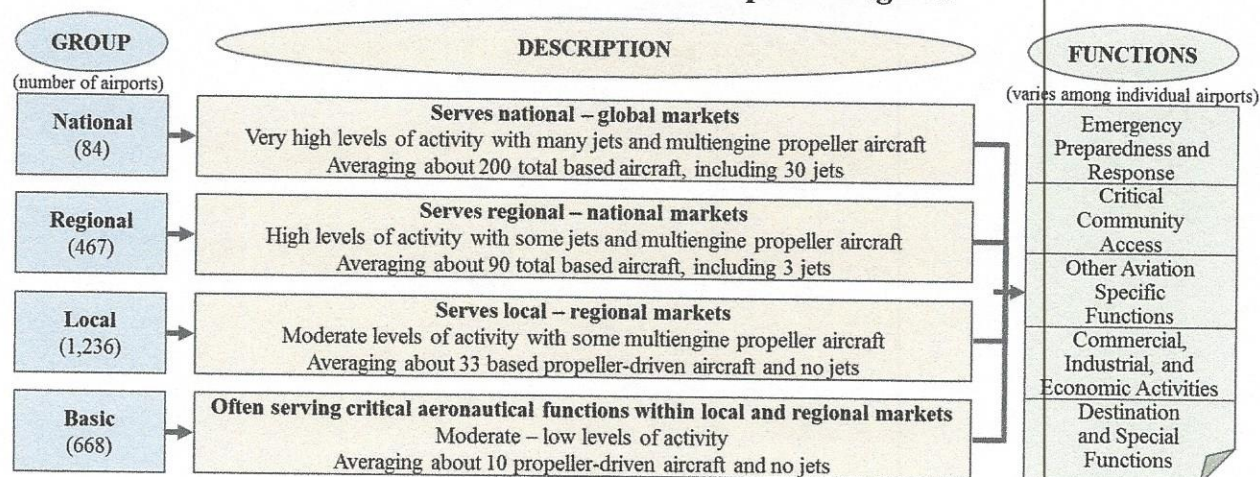 GROUP
(number of airports)
DESCRIPTION
FUNCTIONS
(varies among individual airports)
National
(84)
Serves national – global markets
Very high levels of activity with many jets and multiengine propeller aircraft
Averaging about 200 total based aircraft, including 30 jets
Regional
(467)
Serves regional – national markets
High levels of activity with some jets and multiengine propeller aircraft
Averaging about 90 total based aircraft, including 3 jets
Local
(1,236)
Serves local – regional markets
Moderate levels of activity with some multiengine propeller aircraft
Averaging about 33 based propeller-driven aircraft and no jets
Basic
(668)
Often serving critical aeronautical functions within local and regional markets
Moderate – low levels of activity
Averaging about 10 propeller-driven aircraft and no jets
Emergency
Preparedness and
Response
Critical
Community
Access
Other Aviation
Specific
Functions
Commercial,
Industrial, and
Economic Activities
Destination
and Special
Functions